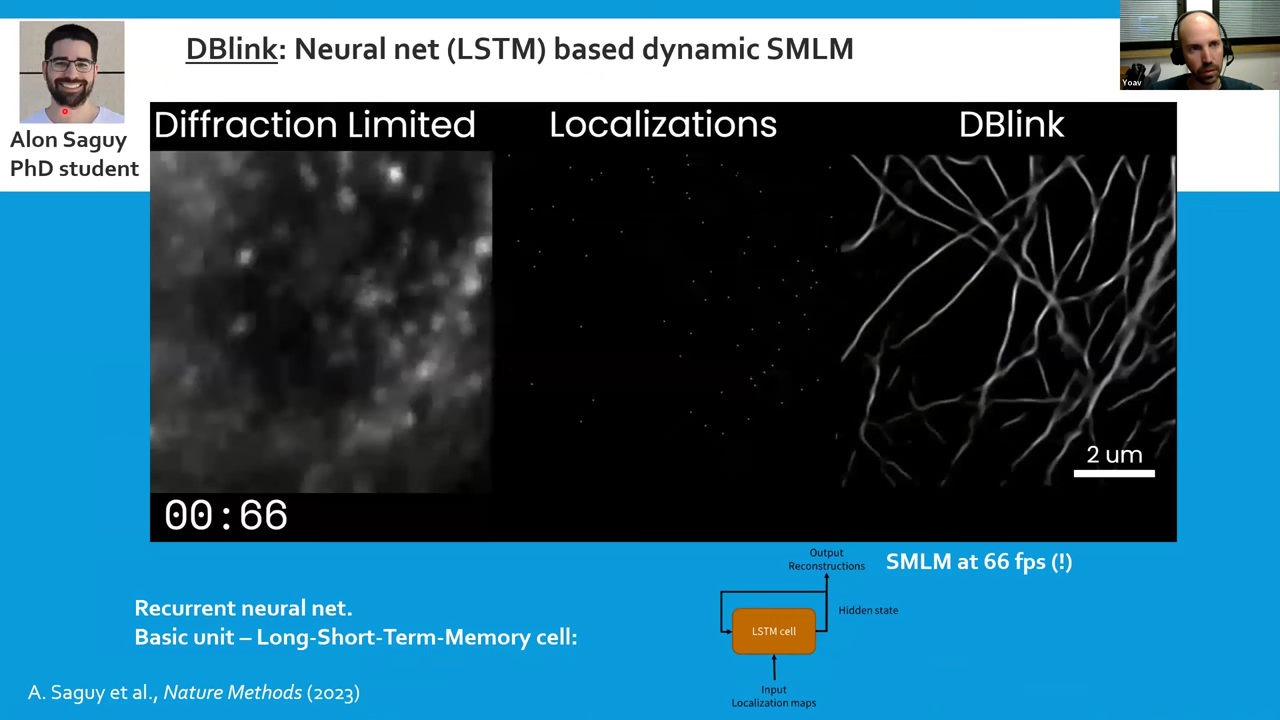 DBlink: Neural net (LSTM) based dynamic SMLM
Yoav
Alon Saguy
PhD student
Diffraction Limited
Localizations
DBlink
2 um
00:66
Output
Reconstructions
SMLM at 66 fps (!)
Hidden state
Recurrent neural net.
Basic unit – Long-Short-Term-Memory cell:
LSTM cell
Input
Localization maps
A. Saguy et al., Nature Methods (2023)